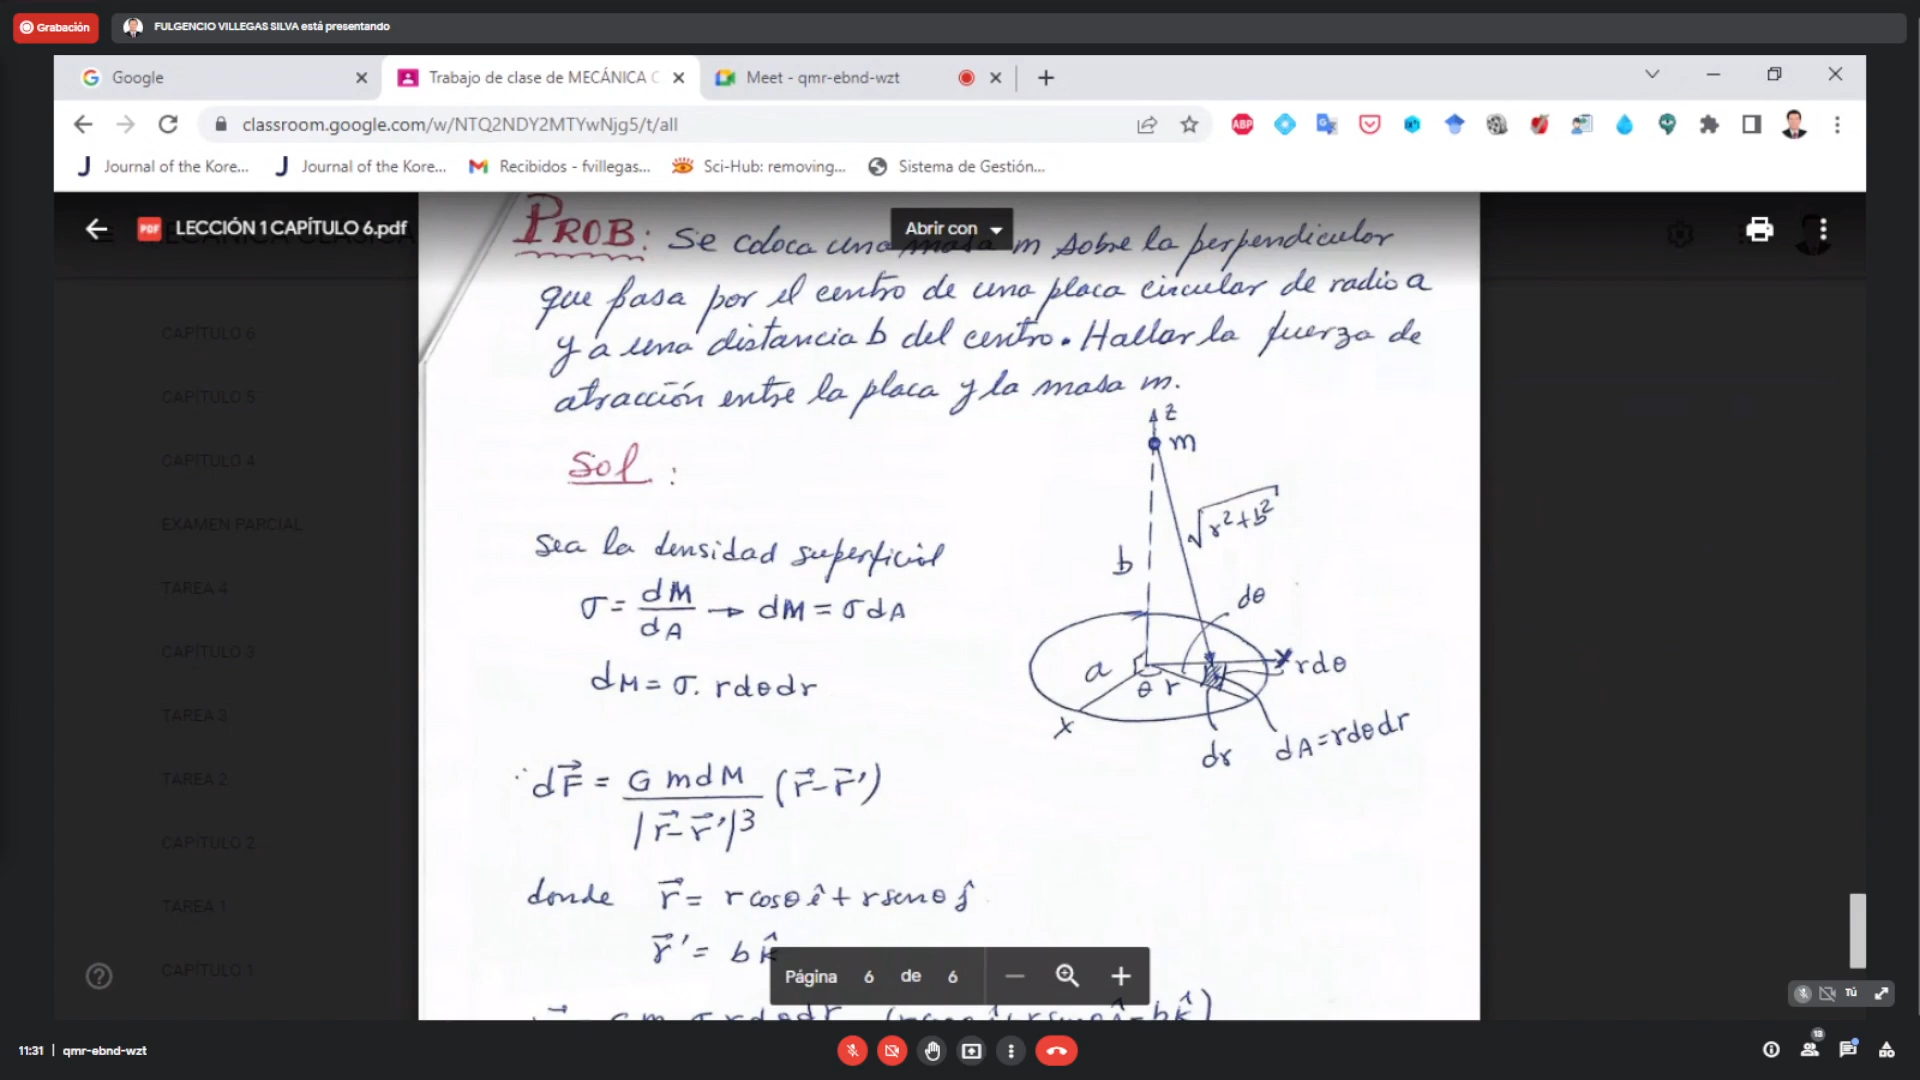 Grabación
FULGENCIO VILLEGAS SILVA está presentando
Google
Trabajo de clase de MECÁNICA C
Meet - qmr-ebnd-wzt
classroom.google.com/w/NTQ2NDY2MTYwNjg5/t/all
Journal of the Kore...
Journal of the Kore...
Recibidos - fvillegas...
Sci-Hub: removing...
Sistema de Gestión...
LECCIÓN 1 CAPÍTULO 6.pdf
Abrir con
PROB: Se coloca una masa m sobre la perpendicular
que pasa por el centro de una placa circular de radio a
y a una distancia b del centro. Hallar la fuerza de
atracción entre la placa y la masa m.
z
m
Sol :
√r²+b²
Sea la densidad superficial
b
dθ
σ = dM/dA → dM = σ dA
a
θ r
rdθ
dM = σ. rdθdr
x
y
dr
dA = rdθdr
∴ dF⃗ = G m dM / |r⃗ - r⃗'|³ (r⃗ - r⃗')
donde r⃗ = r cosθ î + r senθ ĵ
r⃗' = b k̂
CAPÍTULO 6
CAPÍTULO 5
CAPÍTULO 4
EXAMEN PARCIAL
TAREA 4
CAPÍTULO 3
TAREA 3
TAREA 2
CAPÍTULO 2
TAREA 1
CAPÍTULO 1
Página 6 de 6
Tú
11:31 | qmr-ebnd-wzt
13